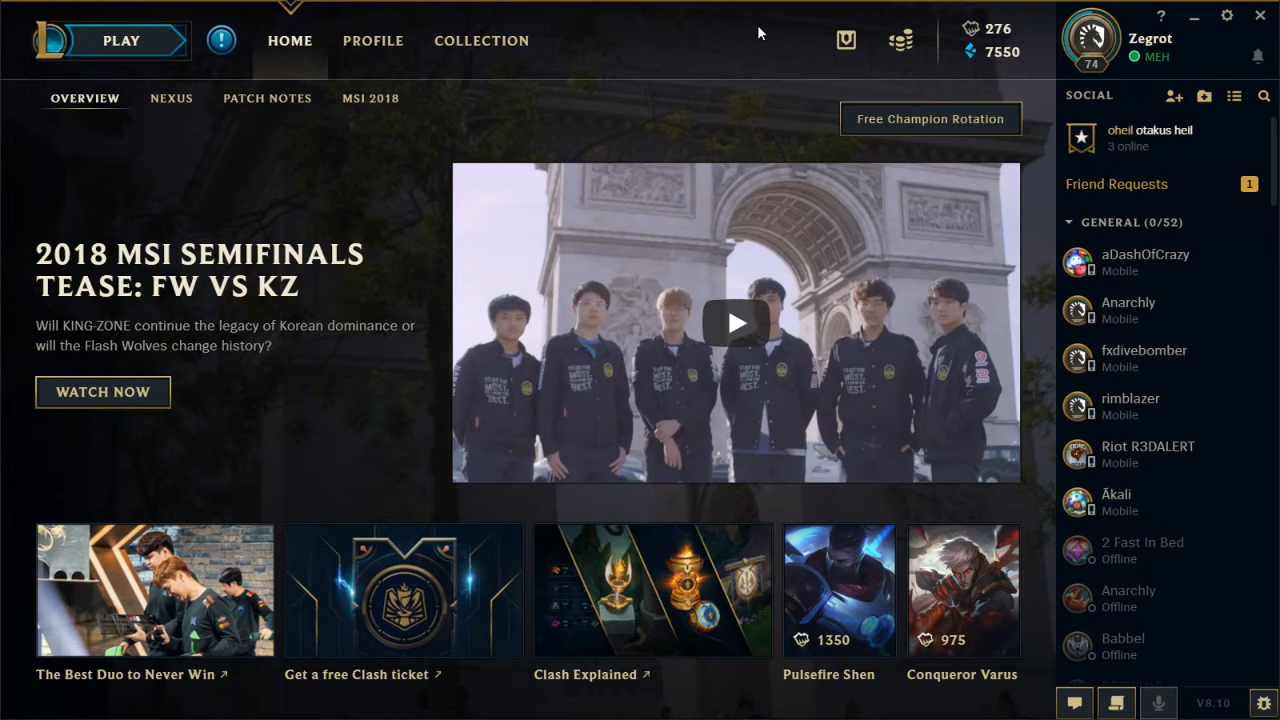 PLAY
HOME
PROFILE
COLLECTION
276
7550
74
?
Zegrot
MEH
OVERVIEW
NEXUS
PATCH NOTES
MSI 2018
Free Champion Rotation
2018 MSI SEMIFINALS
TEASE: FW VS KZ
Will KING-ZONE continue the legacy of Korean dominance or
will the Flash Wolves change history?
WATCH NOW
1350
975
The Best Duo to Never Win
Get a free Clash ticket
Clash Explained
Pulsefire Shen
Conqueror Varus
SOCIAL
oheil otakus heil
3 online
Friend Requests
1
GENERAL (0/52)
aDashOfCrazy
Mobile
Anarchly
Mobile
fxdivebomber
Mobile
rimblazer
Mobile
Riot R3DALERT
Mobile
Ãkali
Mobile
2 Fast In Bed
Offline
Anarchly
Offline
Babbel
Offline
V8.10